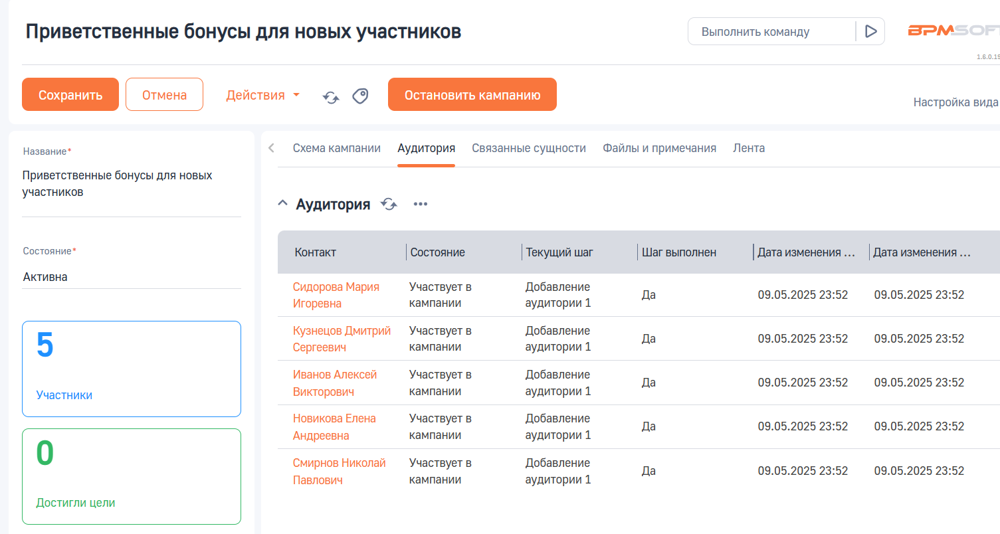 Приветственные бонусы для новых участников
Выполнить команду
BPMSOFT
1.6.0.19
Сохранить Отмена Действия Остановить кампанию
Настройка вида
Название*
Приветственные бонусы для новых
участников
Состояние*
Активна
5
Участники
0
Достигли цели
Схема кампании Аудитория Связанные сущности Файлы и примечания Лента
Аудитория
Контакт Состояние Текущий шаг Шаг выполнен Дата изменения ... Дата изменения ...
Сидорова Мария Участвует в Добавление
Игоревна кампании аудитории 1 Да 09.05.2025 23:52 09.05.2025 23:52
Кузнецов Дмитрий Участвует в Добавление
Сергеевич кампании аудитории 1 Да 09.05.2025 23:52 09.05.2025 23:52
Иванов Алексей Участвует в Добавление
Викторович кампании аудитории 1 Да 09.05.2025 23:52 09.05.2025 23:52
Новикова Елена Участвует в Добавление
Андреевна кампании аудитории 1 Да 09.05.2025 23:52 09.05.2025 23:52
Смирнов Николай Участвует в Добавление
Павлович кампании аудитории 1 Да 09.05.2025 23:52 09.05.2025 23:52